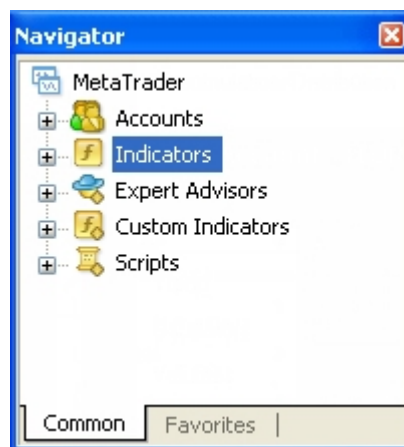 Navigator
MetaTrader
Accounts
Indicators
Expert Advisors
Custom Indicators
Scripts
Common Favorites